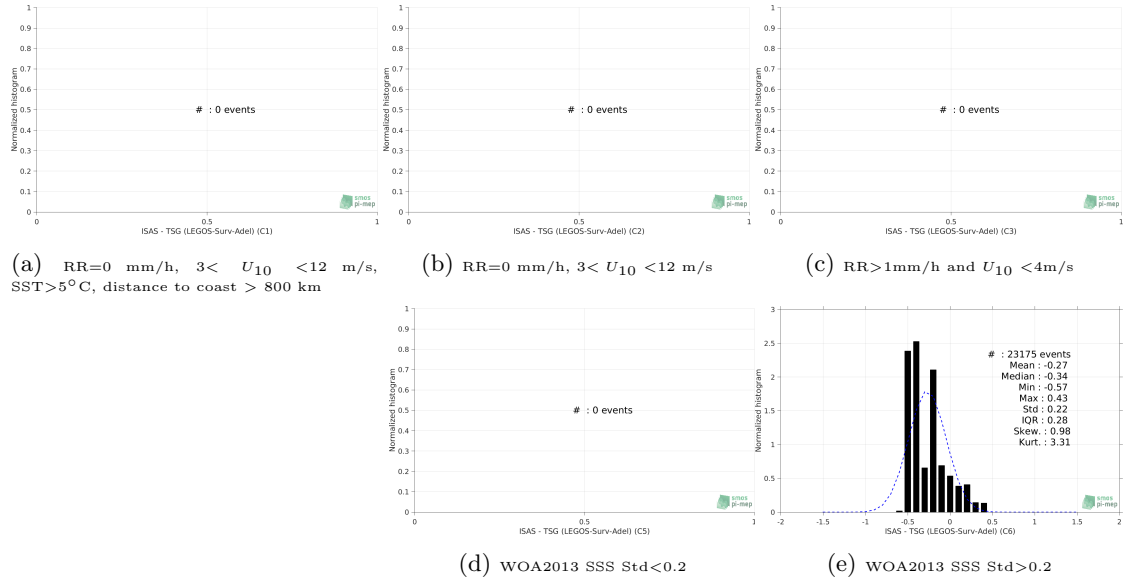 1
0.9
0.8
0.7
0.6
0.5
0.4
0.3
0.2
0.1
0
Normalized histogram
# : 0 events
smos
pi-mep
0 0.5 1
ISAS - TSG (LEGOS-Surv-Adel) (C1)
(a) RR=0 mm/h, 3< U10 <12 m/s,
SST>5°C, distance to coast > 800 km
1
0.9
0.8
0.7
0.6
0.5
0.4
0.3
0.2
0.1
0
Normalized histogram
# : 0 events
smos
pi-mep
0 0.5 1
ISAS - TSG (LEGOS-Surv-Adel) (C2)
(b) RR=0 mm/h, 3< U10 <12 m/s
1
0.9
0.8
0.7
0.6
0.5
0.4
0.3
0.2
0.1
0
Normalized histogram
# : 0 events
smos
pi-mep
0 0.5 1
ISAS - TSG (LEGOS-Surv-Adel) (C3)
(c) RR>1mm/h and U10 <4m/s
1
0.9
0.8
0.7
0.6
0.5
0.4
0.3
0.2
0.1
0
Normalized histogram
# : 0 events
smos
pi-mep
0 0.5 1
ISAS - TSG (LEGOS-Surv-Adel) (C5)
(d) WOA2013 SSS Std<0.2
3
2.5
2
1.5
1
0.5
0
Normalized histogram
# : 23175 events
Mean : -0.27
Median : -0.34
Min : -0.57
Max : 0.43
Std : 0.22
IQR : 0.28
Skew. : 0.98
Kurt. : 3.31
smos
pi-mep
-2 -1.5 -1 -0.5 0 0.5 1 1.5 2
ISAS - TSG (LEGOS-Surv-Adel) (C6)
(e) WOA2013 SSS Std>0.2